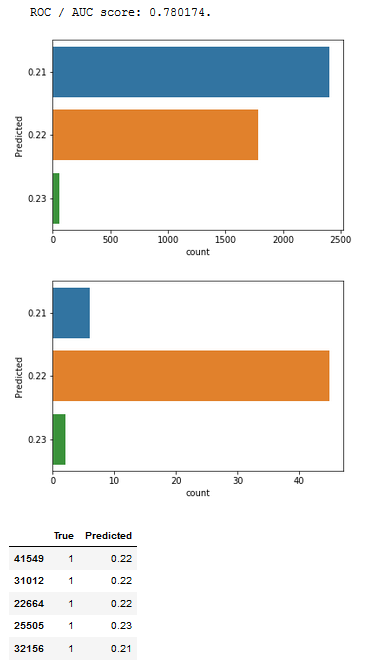 ROC / AUC score: 0.780174.
0.21
0.22
0.23
Predicted
0 500 1000 1500 2000 2500
count
0.21
0.22
0.23
Predicted
0 10 20 30 40
count
True Predicted
41549 1 0.22
31012 1 0.22
22664 1 0.22
25505 1 0.23
32156 1 0.21